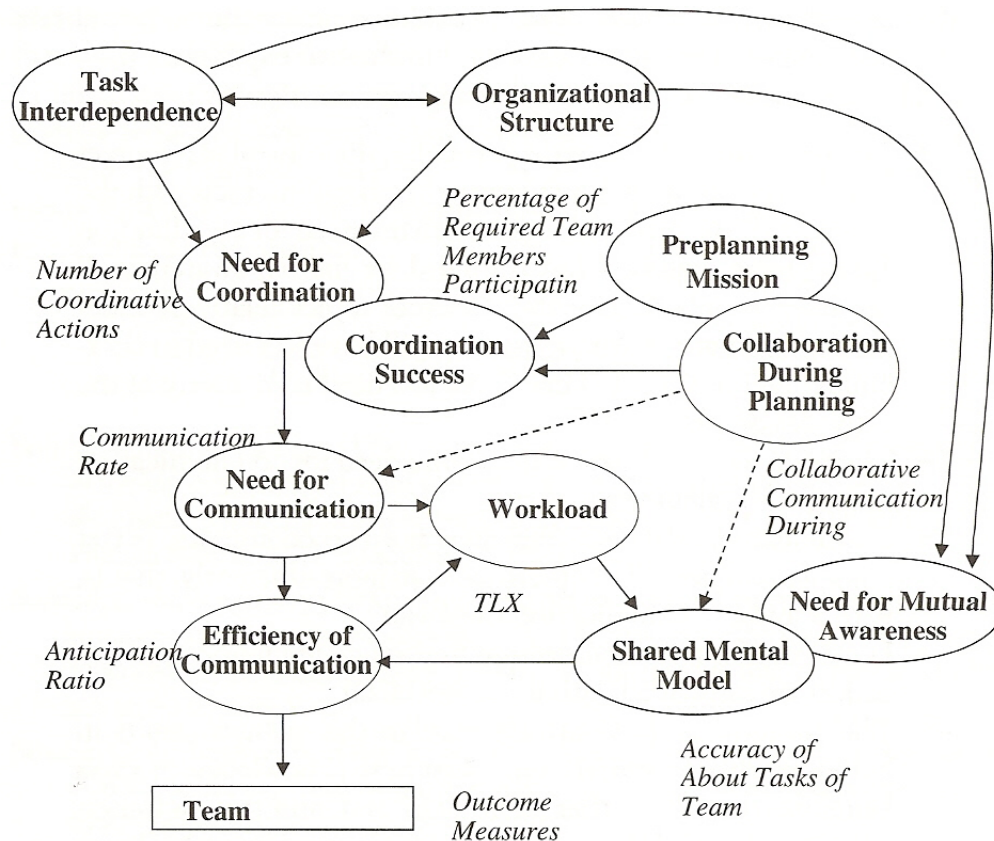 Task
Interdependence
Organizational
Structure
Percentage of
Required Team
Members
Participatin
Preplanning
Mission
Need for
Coordination
Number of
Coordinative
Actions
Coordination
Success
Collaboration
During
Planning
Communication
Rate
Need for
Communication
Workload
Collaborative
Communication
During
TLX
Need for Mutual
Awareness
Efficiency of
Communication
Anticipation
Ratio
Shared Mental
Model
Accuracy of
About Tasks of
Team
Team
Outcome
Measures